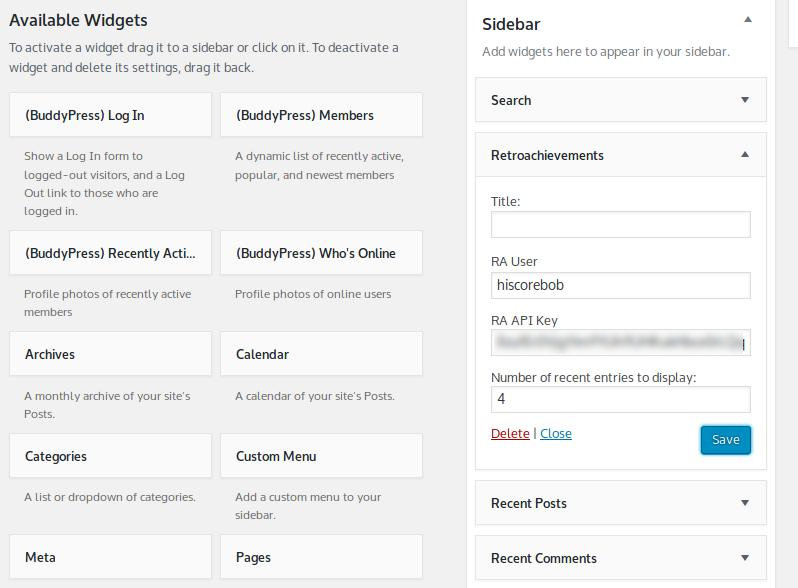 Available Widgets
To activate a widget drag it to a sidebar or click on it. To deactivate a
widget and delete its settings, drag it back.
(BuddyPress) Log In
Show a Log In form to
logged-out visitors, and a Log
Out link to those who are
logged in.
(BuddyPress) Members
A dynamic list of recently active,
popular, and newest members
(BuddyPress) Recently Acti...
Profile photos of recently active
members
(BuddyPress) Who's Online
Profile photos of online users
Archives
A monthly archive of your site's
Posts.
Calendar
A calendar of your site's Posts.
Categories
A list or dropdown of categories.
Custom Menu
Add a custom menu to your
sidebar.
Meta
Pages
Sidebar
Add widgets here to appear in your sidebar.
Search
Retroachievements
Title:
RA User
hiscorebob
RA API Key
Number of recent entries to display:
4
Delete | Close
Save
Recent Posts
Recent Comments